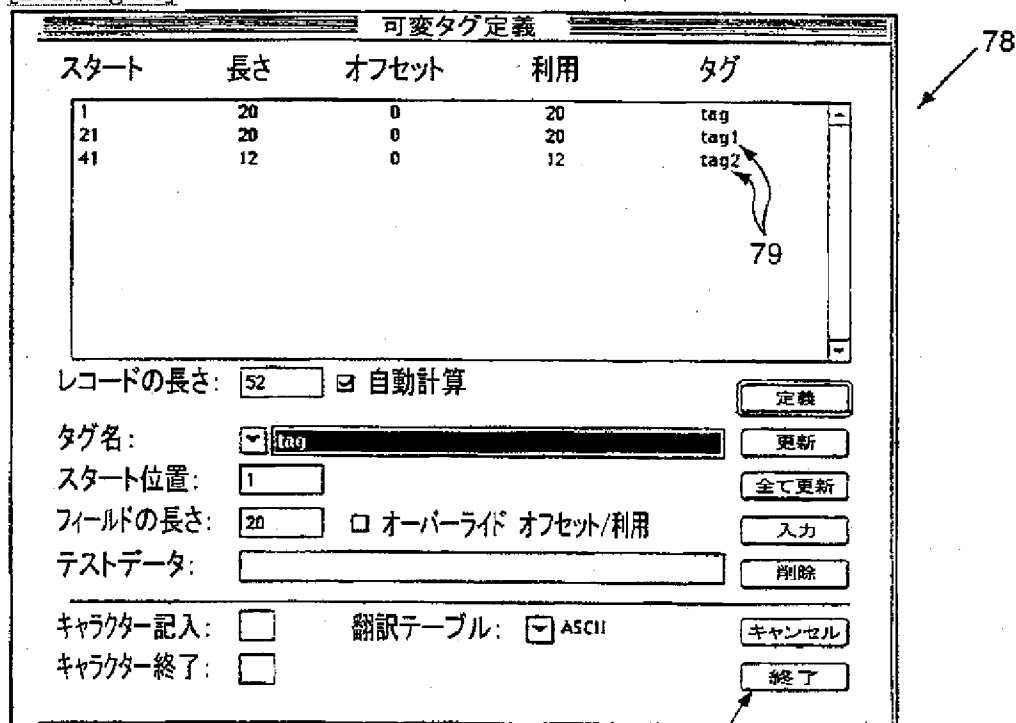 可変タグ定義
78
スタート 長さ オフセット 利用 タグ
1 20 0 20 tag
21 20 0 20 tag1
41 12 0 12 tag2
79
レコードの長さ: 52 自動計算
定義
タグ名: tag
更新
スタート位置: 1
全て更新
フィールドの長さ: 20 オーバーライド オフセット/利用
入力
テストデータ:
削除
キャラクター記入: 翻訳テーブル: ASCII
キャンセル
キャラクター終了:
終了